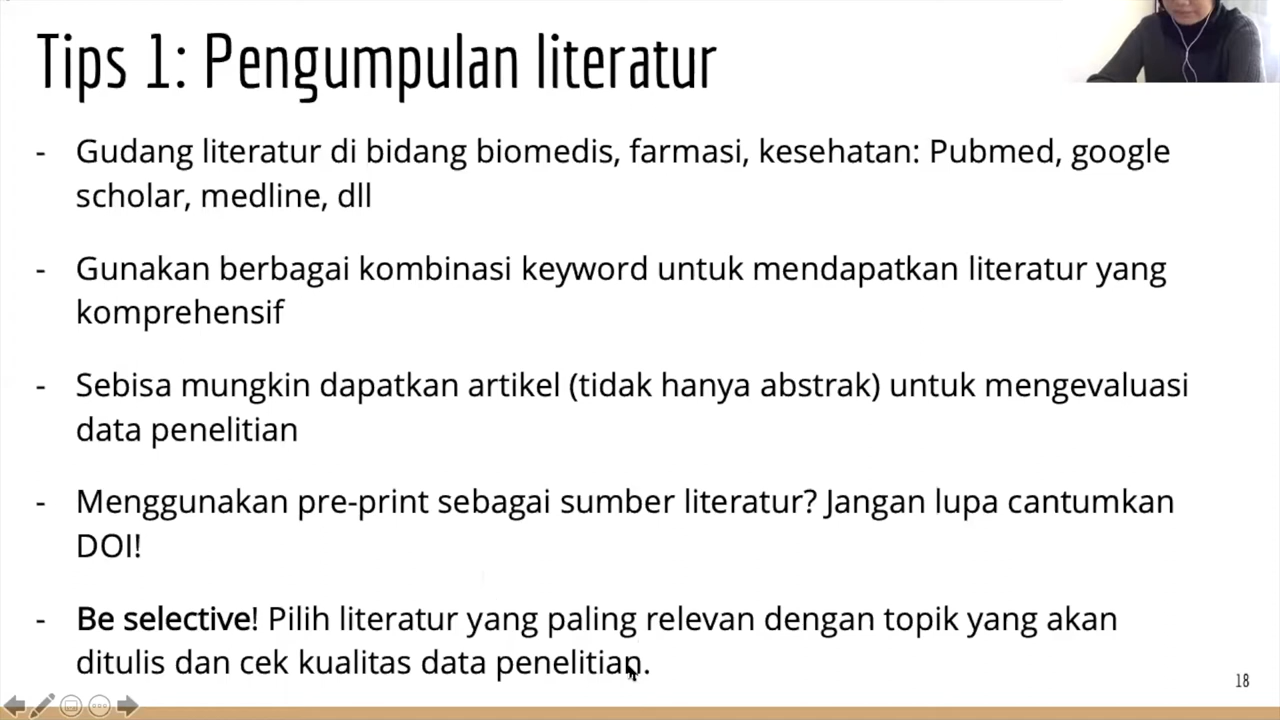 Tips 1: Pengumpulan literatur
- Gudang literatur di bidang biomedis, farmasi, kesehatan: Pubmed, google
scholar, medline, dll
- Gunakan berbagai kombinasi keyword untuk mendapatkan literatur yang
komprehensif
- Sebisa mungkin dapatkan artikel (tidak hanya abstrak) untuk mengevaluasi
data penelitian
- Menggunakan pre-print sebagai sumber literatur? Jangan lupa cantumkan
DOI!
- Be selective! Pilih literatur yang paling relevan dengan topik yang akan
ditulis dan cek kualitas data penelitian.
18